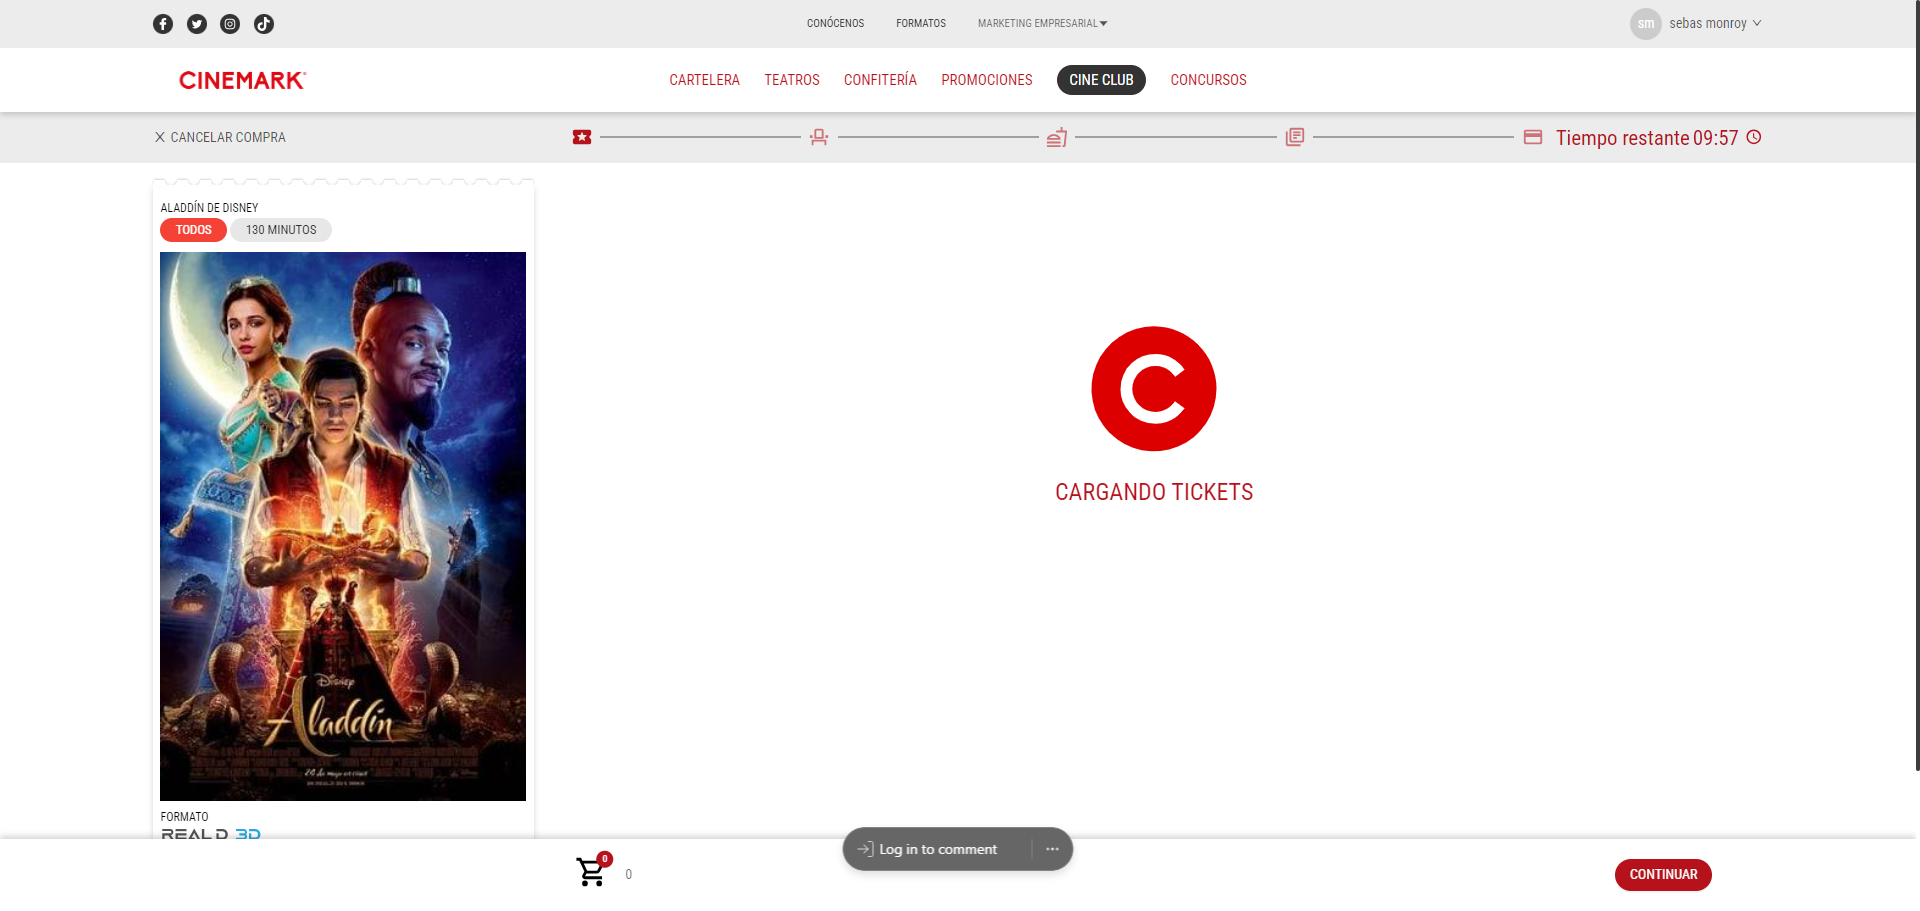 CONÓCENOS FORMATOS MARKETING EMPRESARIAL sm sebas monroy
CINEMARK CARTELERA TEATROS CONFITERÍA PROMOCIONES CINE CLUB CONCURSOS
CANCELAR COMPRA Tiempo restante 09:57
ALADDÍN DE DISNEY
TODOS 130 MINUTOS
C
CARGANDO TICKETS
Disney
Aladdin
24 de mayo en cines
FORMATO
REAL D 3D
Log in to comment
0
0
CONTINUAR